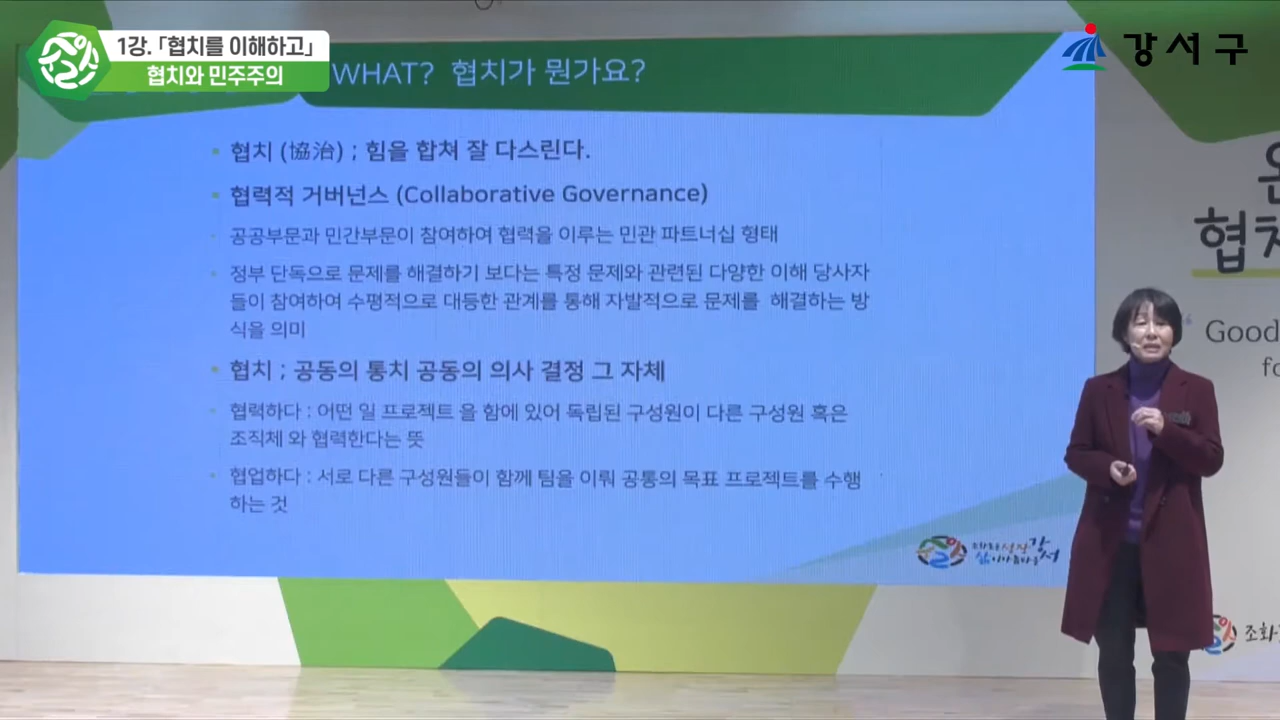 1강. 「협치를 이해하고」
협치와 민주주의
강서구
WHAT? 협치가 뭔가요?
협치 (協治) ; 힘을 합쳐 잘 다스린다.
협력적 거버넌스 (Collaborative Governance)
공공부문과 민간부문이 참여하여 협력을 이루는 민관 파트너십 형태
정부 단독으로 문제를 해결하기 보다는 특정 문제와 관련된 다양한 이해 당사자
들이 참여하여 수평적으로 대등한 관계를 통해 자발적으로 문제를 해결하는 방
식을 의미
협치 ; 공동의 통치 공동의 의사 결정 그 자체
협력하다 : 어떤 일 프로젝트 을 함에 있어 독립된 구성원이 다른 구성원 혹은
조직체 와 협력한다는 뜻
협업하다 : 서로 다른 구성원들이 함께 팀을 이뤄 공통의 목표 프로젝트를 수행
하는 것
협치
Good
조화